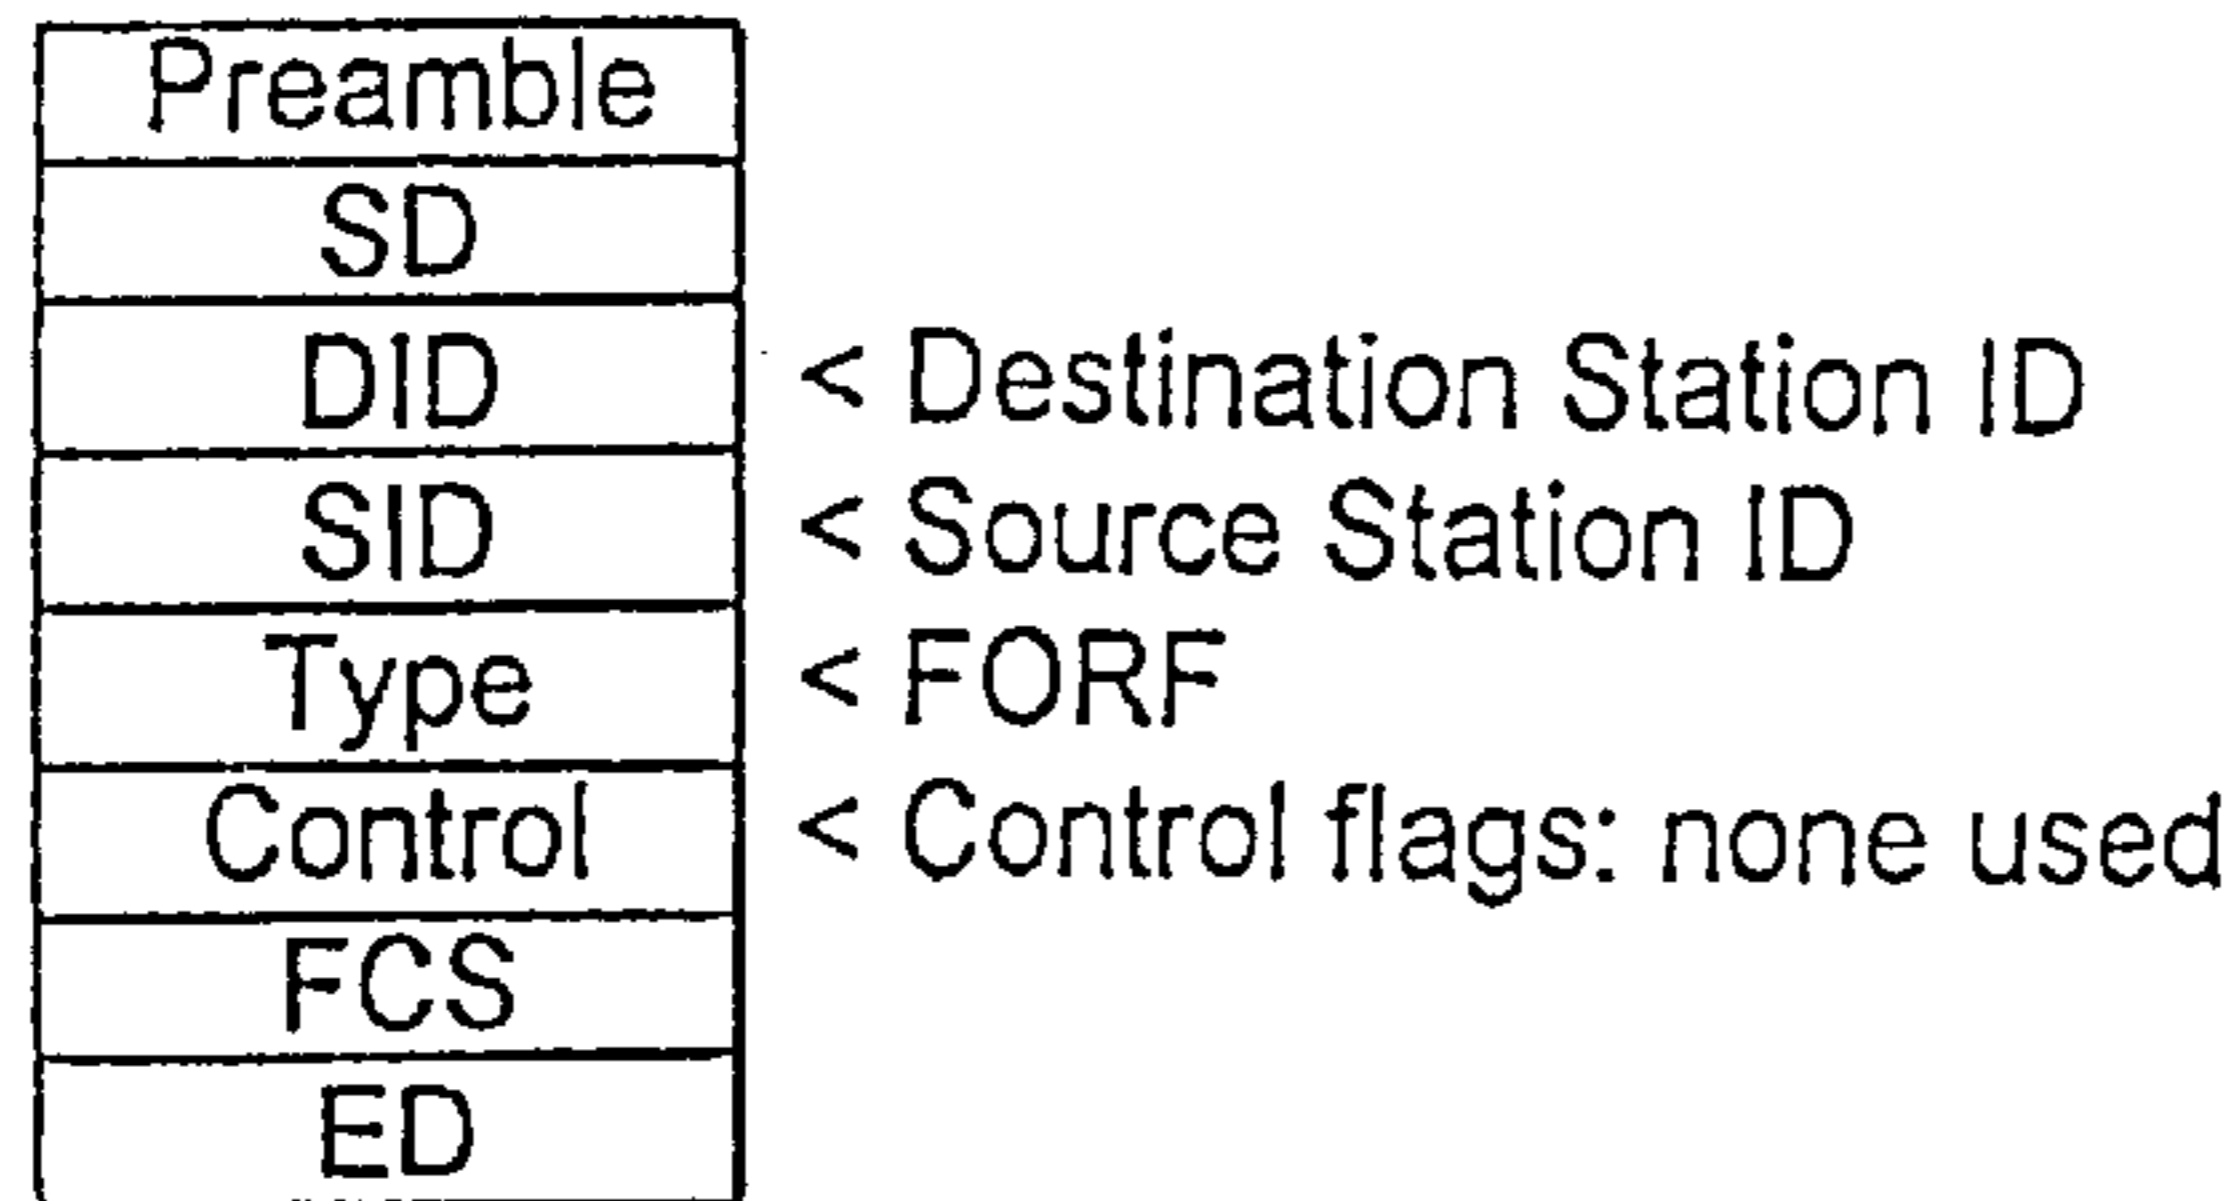 Preamble
SD
DID < Destination Station ID
SID < Source Station ID
Type < FORF
Control < Control flags: none used
FCS
ED